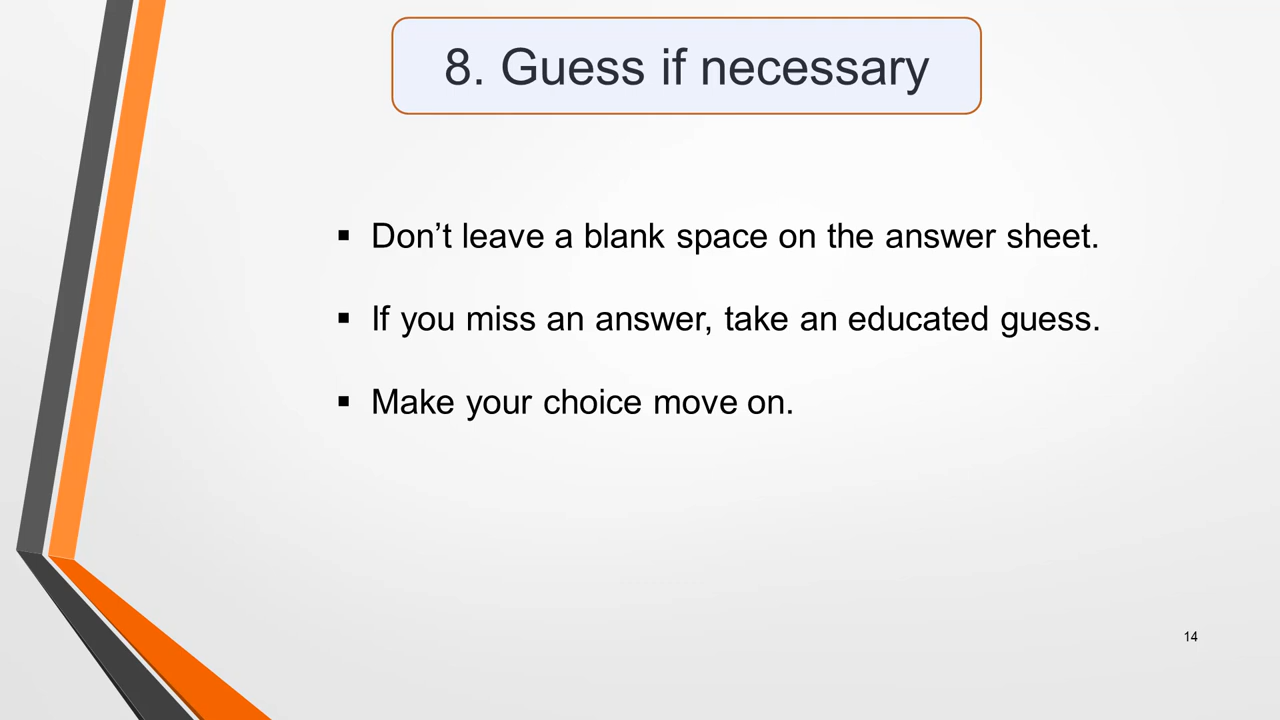 8. Guess if necessary
▪ Don’t leave a blank space on the answer sheet.
▪ If you miss an answer, take an educated guess.
▪ Make your choice move on.
14